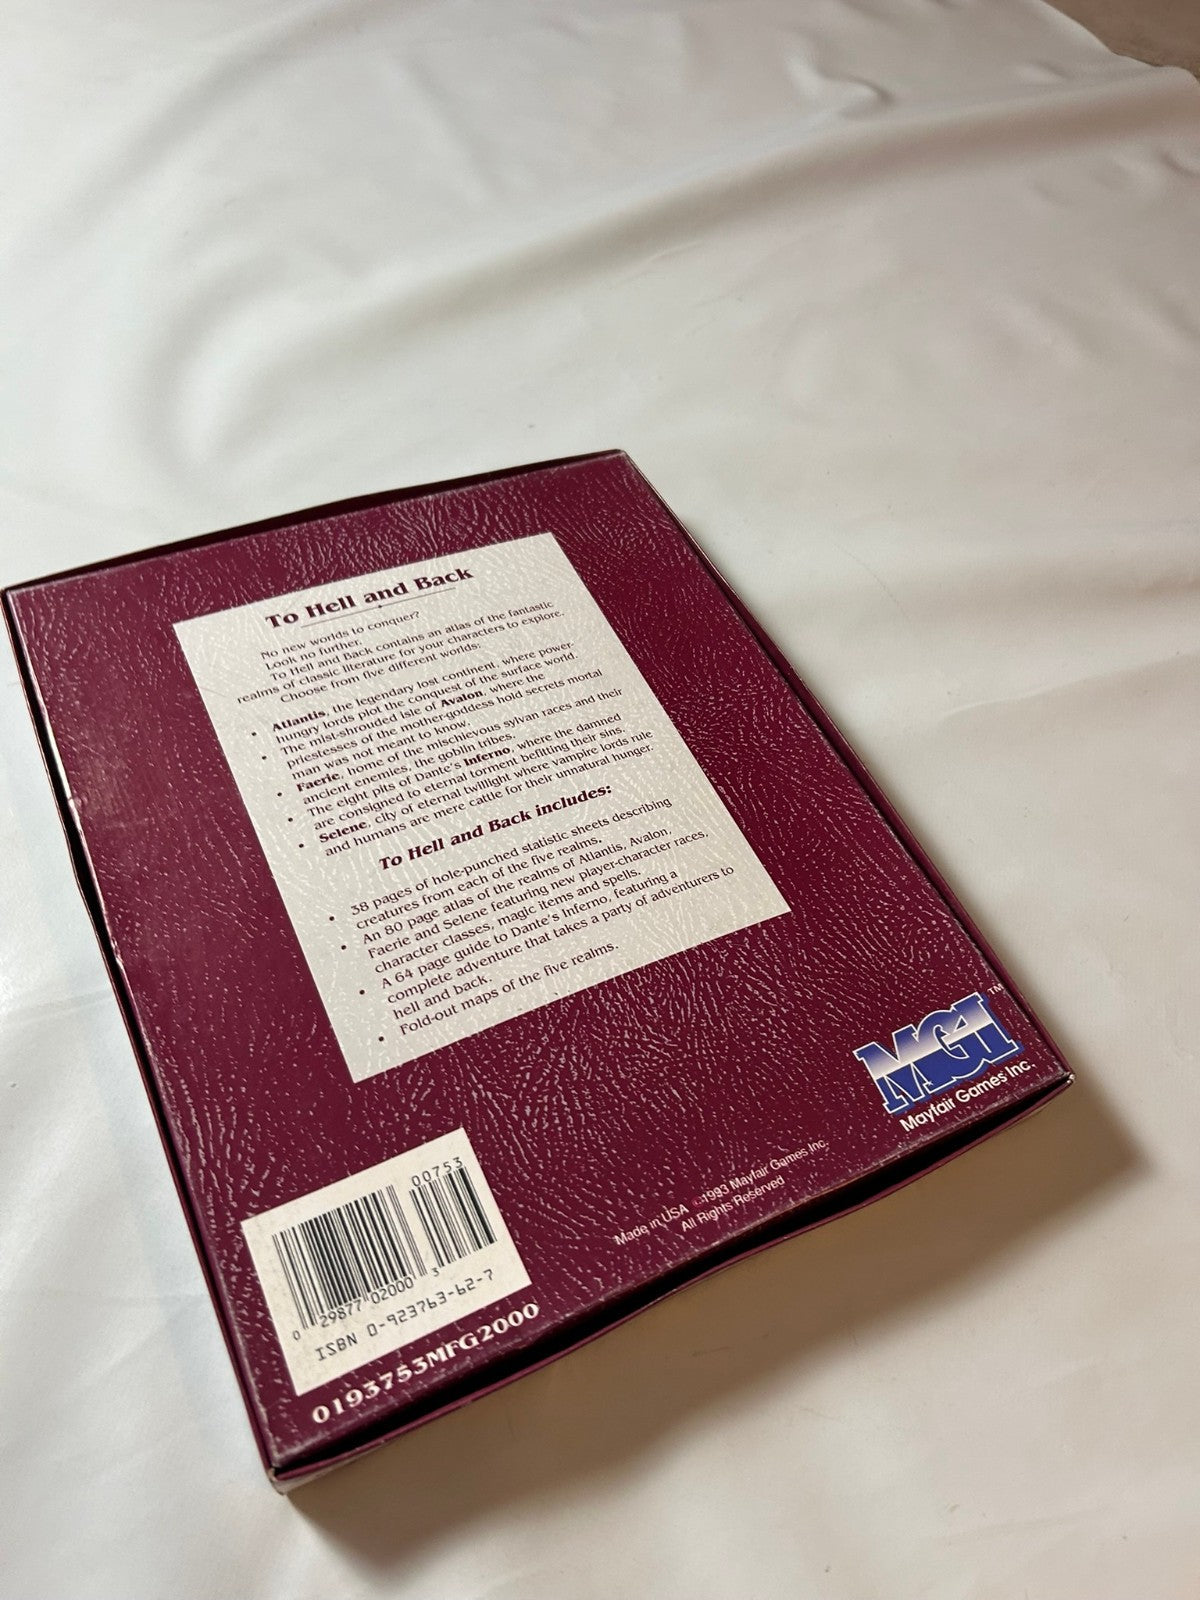 To Hell and Back
No new worlds to conquer?
Look no further.
To Hell and Back contains an atlas of the fantastic
realms of classic literature for your characters to explore.
Choose from five different worlds:
• Atlantis, the legendary lost continent, where power-
hungry lords plot the conquest of the surface world.
• The mist-shrouded isle of Avalon, where the
priestesses of the mother-goddess hold secrets mortal
man was not meant to know.
• Faerie, home of the mischievous sylvan races and their
ancient enemies, the goblin tribes.
• The eight pits of Dante's Inferno, where the damned
are consigned to eternal torment befitting their sins.
• Selene, city of eternal twilight where vampire lords rule
and humans are mere cattle for their unnatural hunger.
To Hell and Back includes:
• 38 pages of hole-punched statistic sheets describing
creatures from each of the five realms.
• An 80 page atlas of the realms of Atlantis, Avalon,
Faerie and Selene featuring new player-character races,
character classes, magic items and spells.
• A 64 page guide to Dante's Inferno, featuring a
complete adventure that takes a party of adventurers to
hell and back.
• Fold-out maps of the five realms.
MGI™
Mayfair Games Inc.
Made in USA ©1993 Mayfair Games Inc.
All Rights Reserved
00753
0 29877 02000 3
ISBN 0-923763-62-7
0193753MFG2000